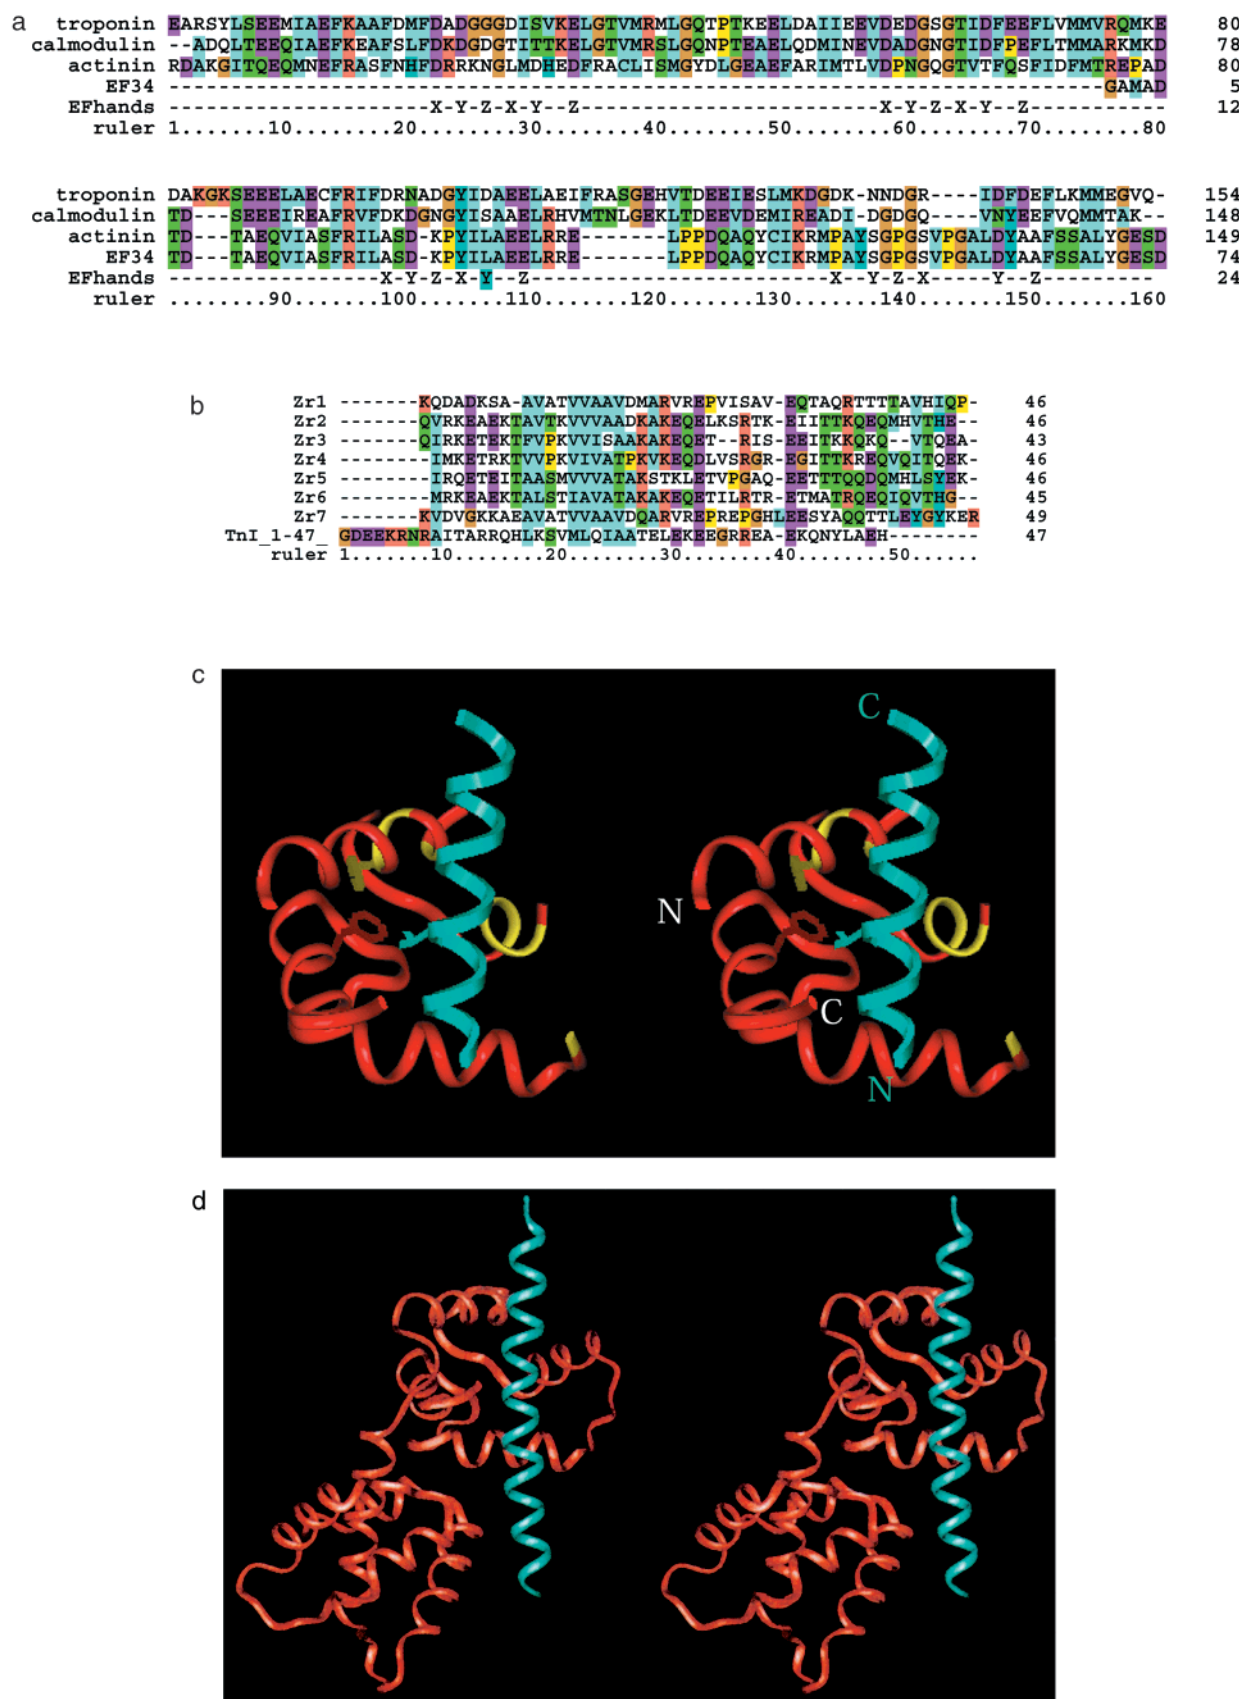 a
troponin EARSYLSEEMIAEFKAAFDMFDADGGGDISVKELGTVMRMLGQTPTKEELDAIIEEVDEDGSGTIDFEEFLVMMVRQMKE 80
calmodulin --ADQLTEEQIAEFKEAFSLFDKDGDGTITTKELGTVMRSLGQNPTEAELQDMINEVDADGNGTIDFPEFLTMMARKMKD 78
actinin RDAKGITQEQMNEFRASFNHFDRRKNGLMDHEDFRACLISMGYDLGEAEFARIMTLVDPNGQGTVTFQSFIDFMTREPAD 80
EF34 ---------------------------------------------------------------------------GAMAD 5
EFhands ---------------------X-Y-Z-X-Y--Z------------------------X-Y-Z-X-Y--Z----------- 12
ruler 1.......10........20........30........40........50........60........70........80
troponin DAKGKSEEELAECFRIFDRNADGYIDAEELAEIFRASGEHVTDEEIESLMKDGDK-NNDGR----IDFDEFLKMMEGVQ- 154
calmodulin TD---SEEEIREAFRVFDKDGNGYISAAELRHVMTNLGEKLTDEEVDEMIREADI-DGDGQ----VNYEEFVQMMTAK-- 148
actinin TD---TAEQVIASFRILASD-KPYILAEELRRE-------LPPDQAQYCIKRMPAYSGPGSVPGALDYAAFSSALYGESD 149
EF34 TD---TAEQVIASFRILASD-KPYILAEELRRE-------LPPDQAQYCIKRMPAYSGPGSVPGALDYAAFSSALYGESD 74
EFhands -----------------X-Y-Z-X-Y--Z------------------------X--Y-Z-X-----Y--Z---------- 24
ruler ........90.......100.......110.......120.......130.......140.......150.......160
b
Zr1 -------KQDADKSA-AVATVVAAVDMARVREPVISAV-EQTAQRTTTTAVHIQP- 46
Zr2 -------QVRKEAEKTAVTKVVVAADKAKEQELKSRTK-EIITTKQEQMHVTHE-- 46
Zr3 -------QIRKETEKTFVPKVVISAAKAKEQET--RIS-EEITKKQKQ--VTQEA- 43
Zr4 --------IMKETRKTVVPKVIVATPKVKEQDLVSRGR-EGITTKREQVQITQEK- 46
Zr5 --------IRQETEITAASMVVVATAKSTKLETVPGAQ-EETTTQQDQMHLSYEK- 46
Zr6 --------MRKEAEKTALSTIAVATAKAKEQETILRTR-ETMATRQEQIQVTHG-- 45
Zr7 -------KVDVGKKAEAVATVVAAVDQARVREPREPGHLEESYAQQTTLEYGYKER 49
TnI_1-47_ GDEEKRNRAITARRQHLKSVMLQIAATELEKEEGRREA-EKQNYLAEH-------- 47
ruler 1.......10........20........30........40........50......
c
C
N
C
N
d